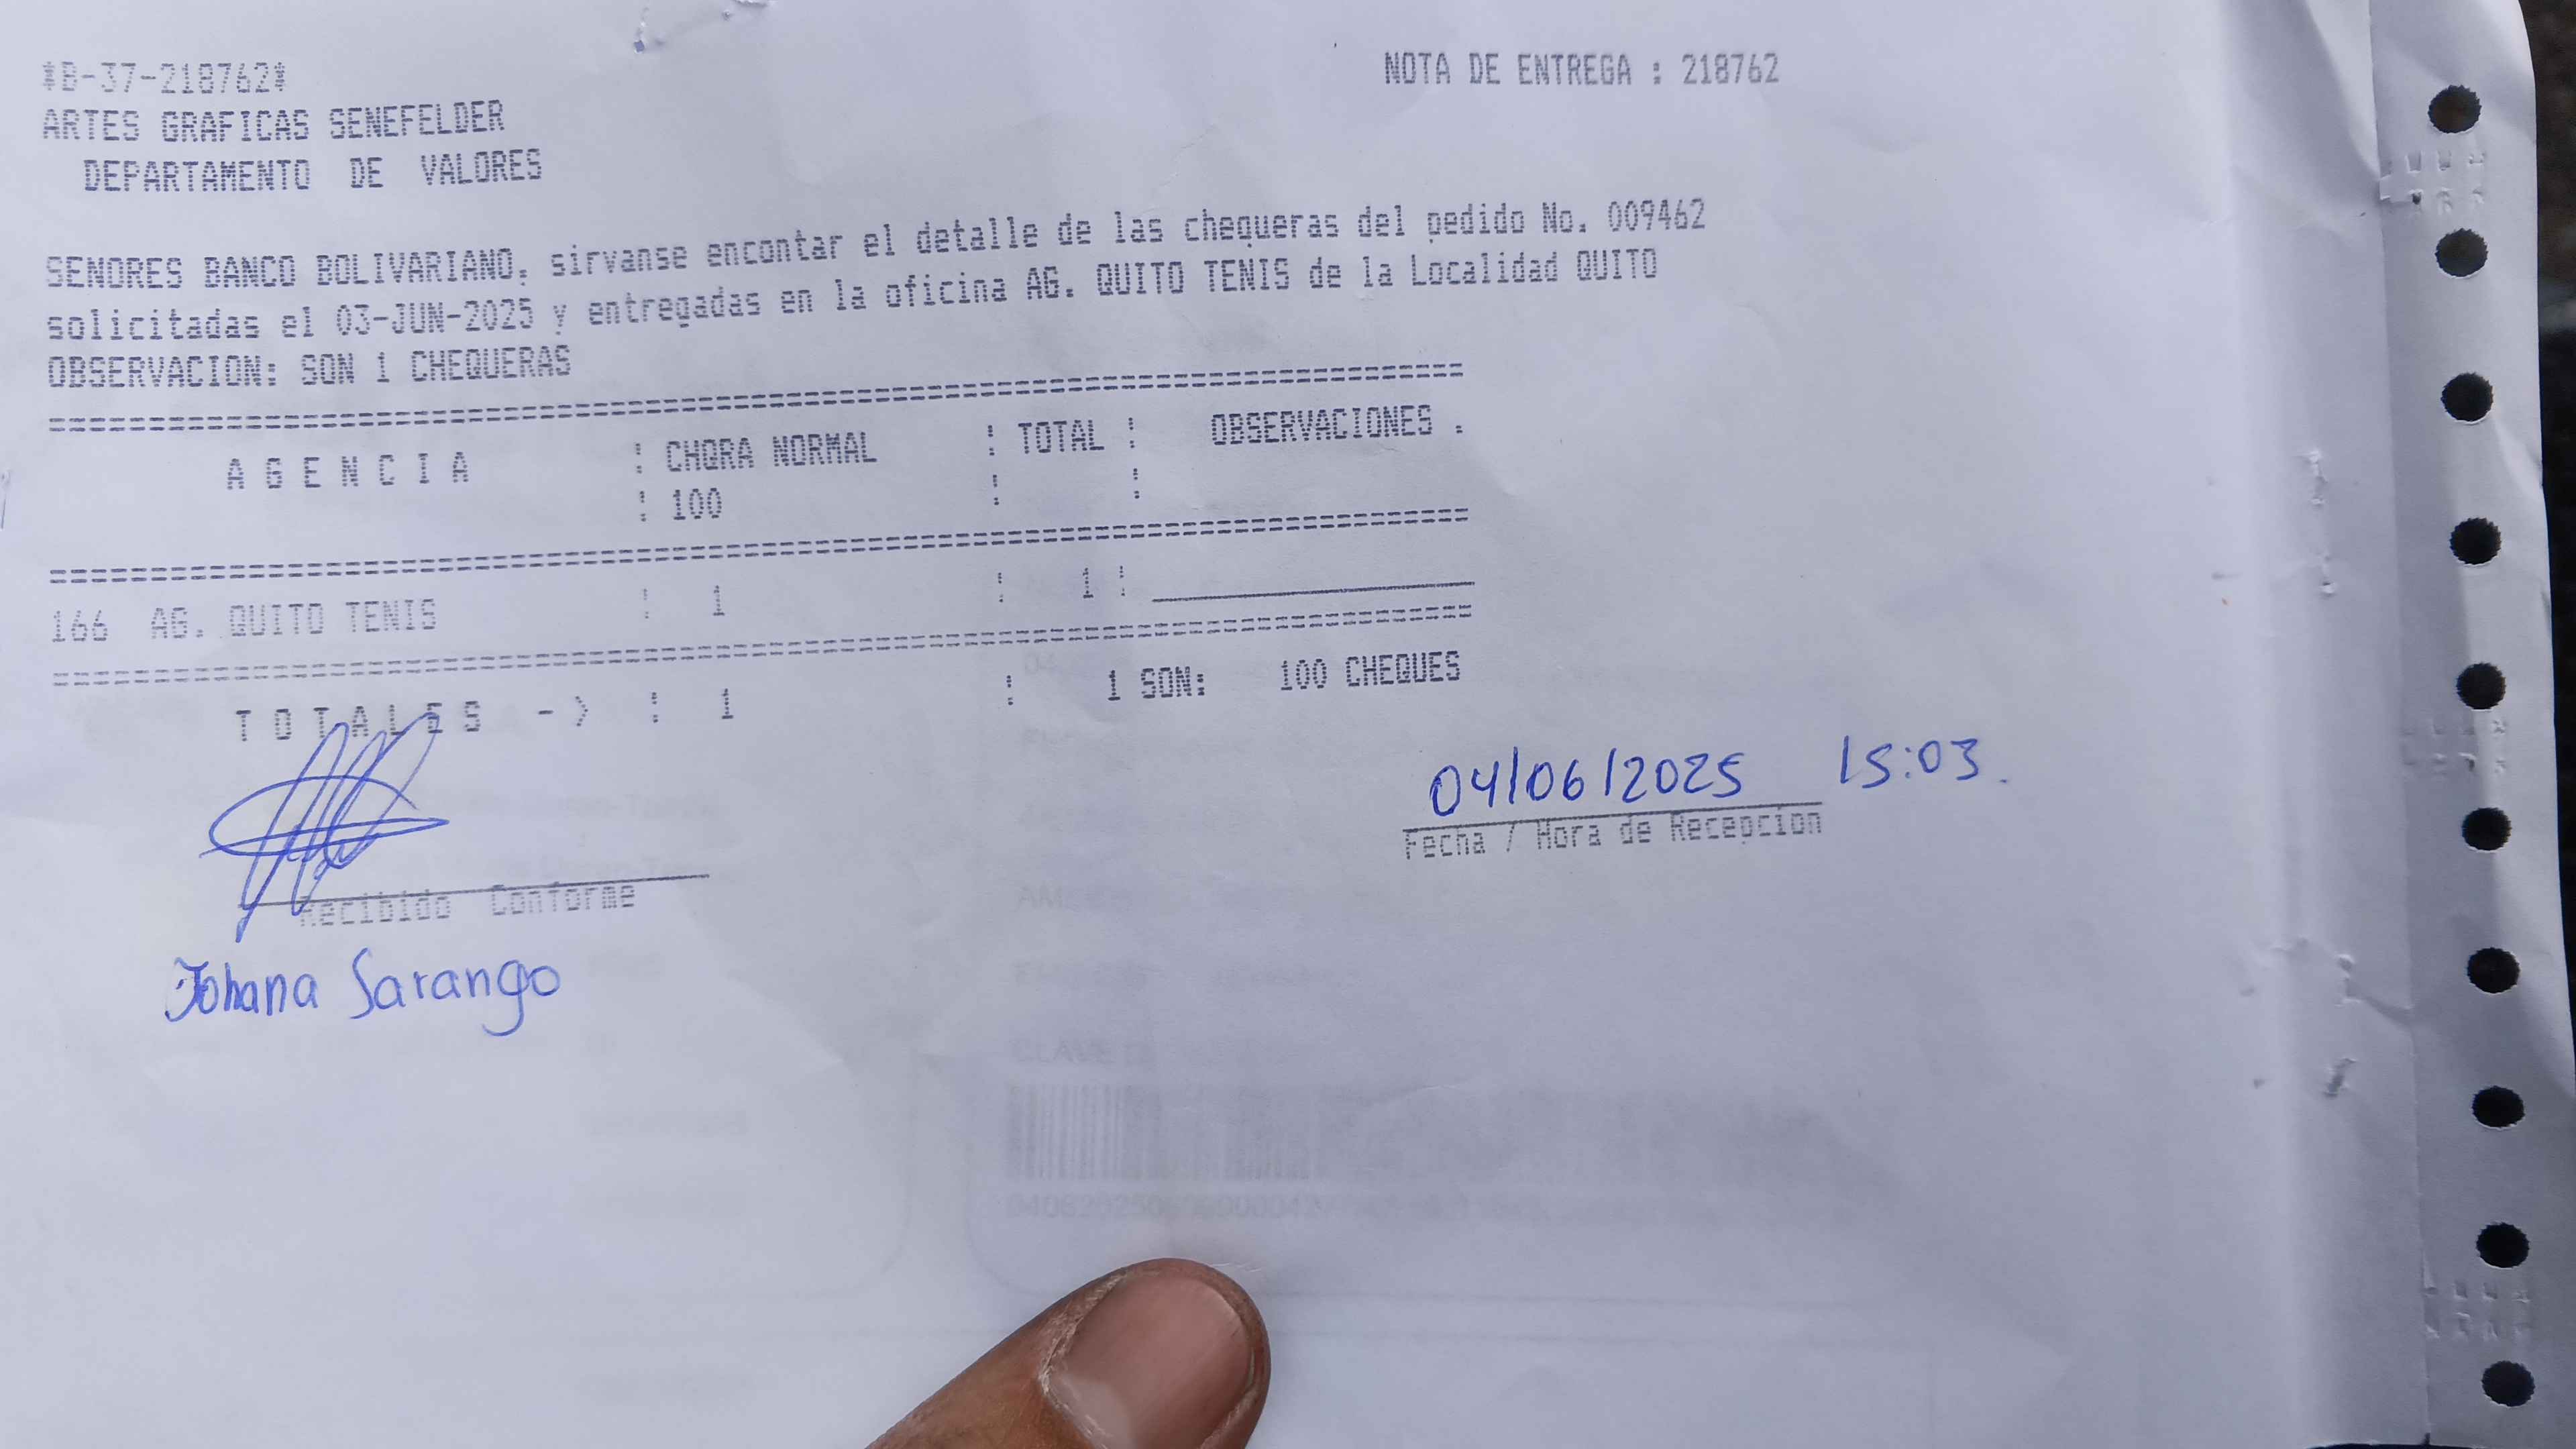 *B-37-218762*
NOTA DE ENTREGA : 218762
ARTES GRAFICAS SENEFELDER
DEPARTAMENTO DE VALORES
SENORES BANCO BOLIVARIANO, sirvanse encontar el detalle de las chequeras del pedido No. 009462
solicitadas el 03-JUN-2025 y entregadas en la oficina AG. QUITO TENIS de la Localidad QUITO
OBSERVACION: SON 1 CHEQUERAS
A G E N C I A : CHQRA NORMAL : TOTAL : OBSERVACIONES .
: 100 : :
166 AG. QUITO TENIS : 1 : 1 :
T O T A L E S - > : 1 : 1 SON: 100 CHEQUES
04/06/2025 15:03.
Fecha / Hora de Recepcion
Recibido Conforme
Johana Sarango